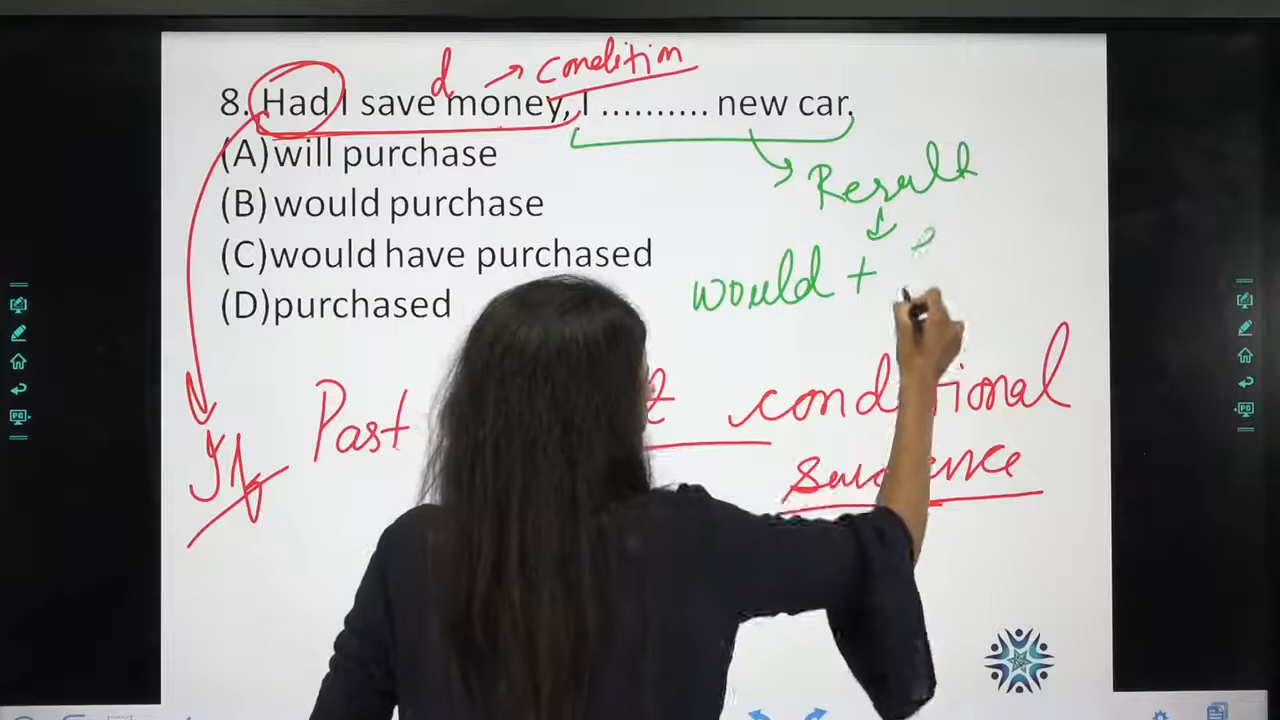 d → condition
8. Had I save money, I .......... new car.
(A) will purchase
(B) would purchase
(C) would have purchased
(D) purchased
Result
would +
Past conditional
If